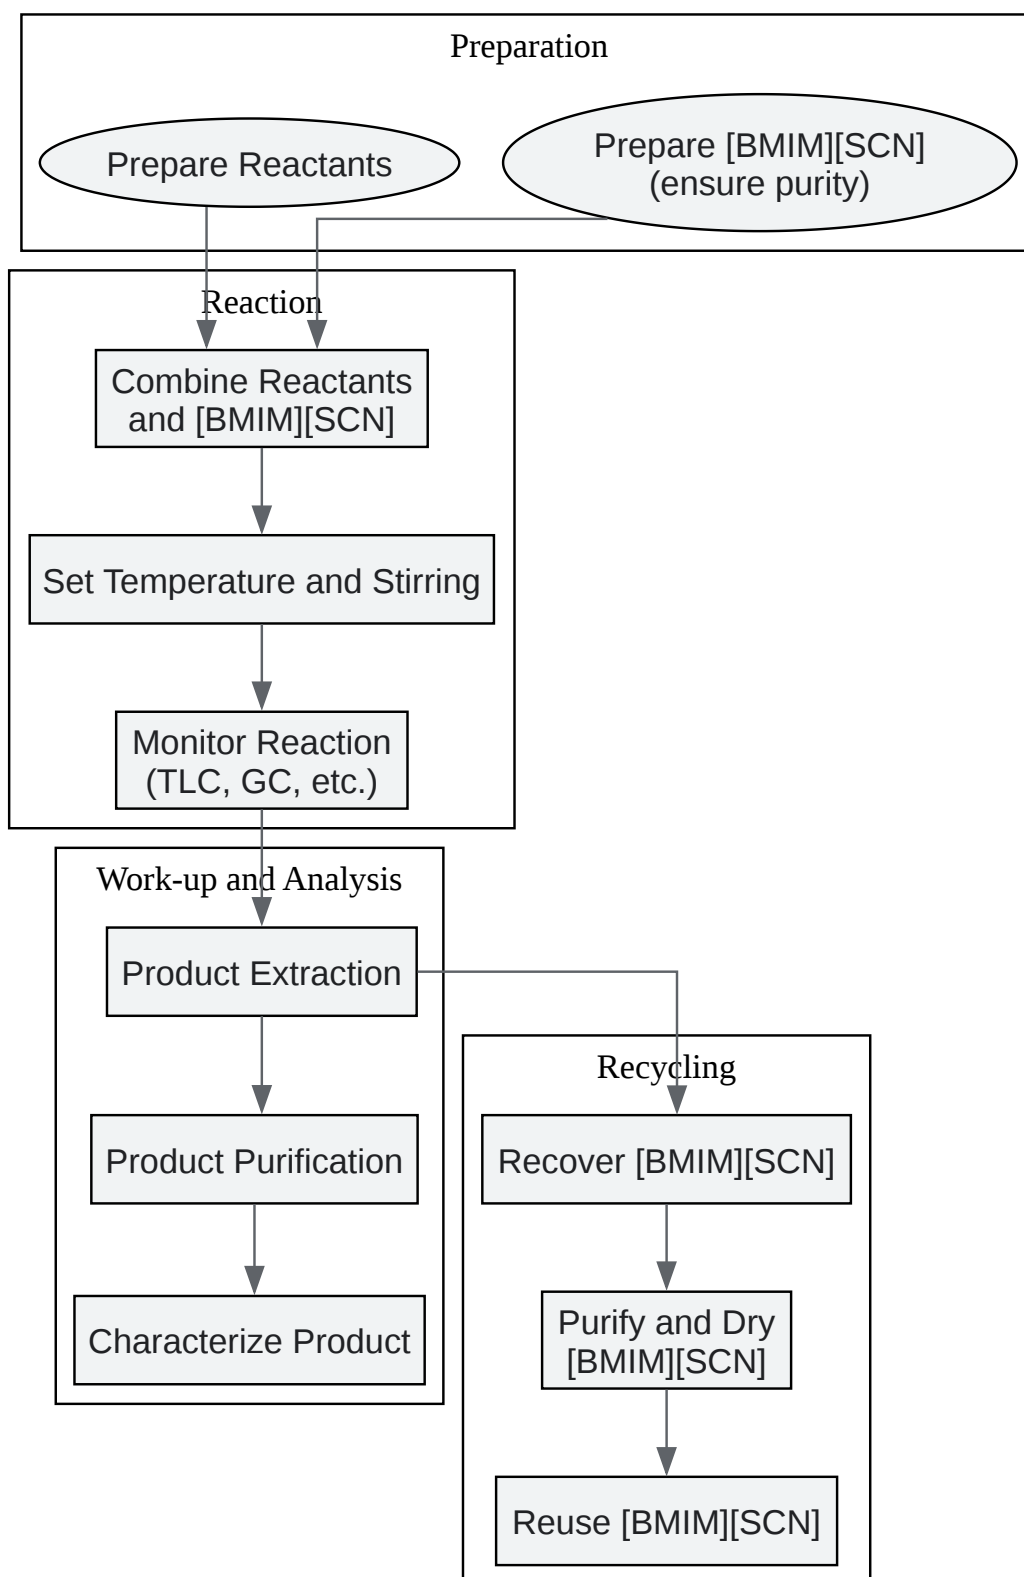 Preparation
Prepare Reactants
Prepare [BMIM][SCN]
(ensure purity)
Reaction
Combine Reactants
and [BMIM][SCN]
Set Temperature and Stirring
Monitor Reaction
(TLC, GC, etc.)
Work-up and Analysis
Product Extraction
Product Purification
Characterize Product
Recycling
Recover [BMIM][SCN]
Purify and Dry
[BMIM][SCN]
Reuse [BMIM][SCN]